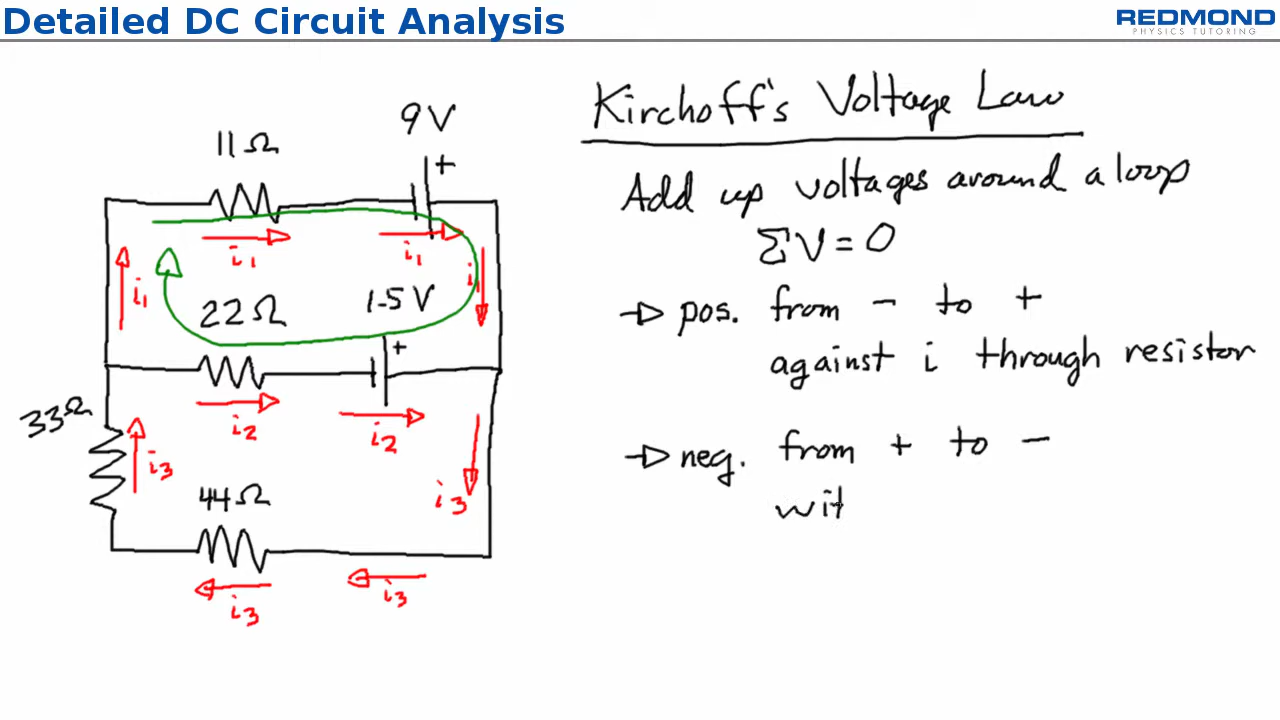 Detailed DC Circuit Analysis
REDMOND
PHYSICS TUTORING
Kirchoff's Voltage Law
Add up voltages around a loop
ΣV = 0
→ pos. from - to +
against i through resistor
→ neg. from + to -
wit
9V
11Ω
+
i1
i1
i1
i
22Ω
1.5V
+
i2
i2
33Ω
i3
44Ω
i3
i3
i3